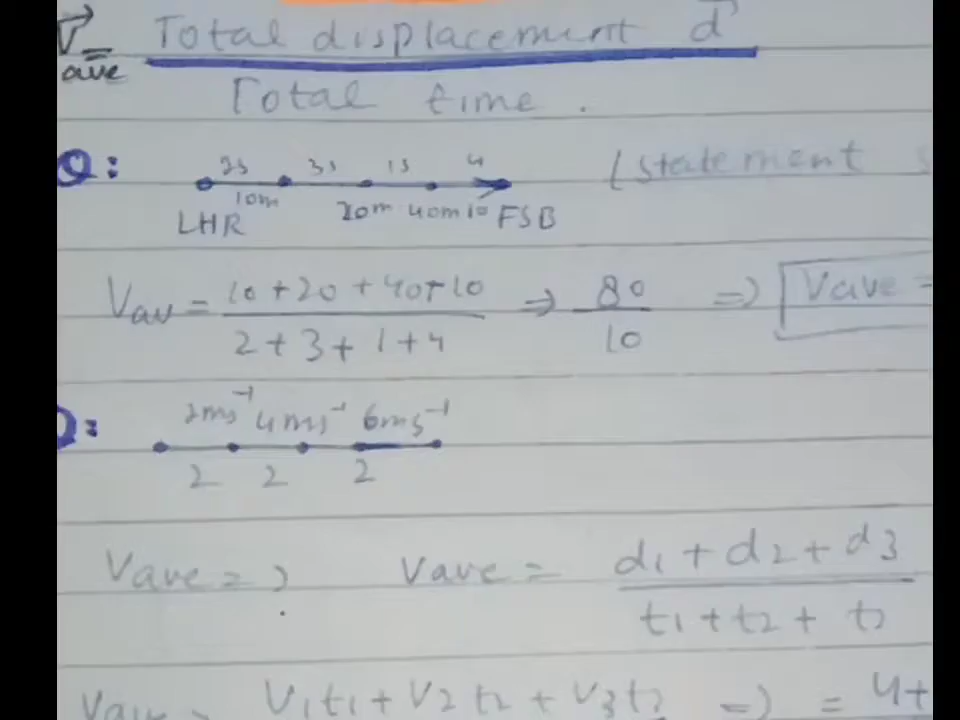 V ave = Total displacement d
Total time .
Q: 2s 3s 1s 4 (statement
10m 20m 40m 10
LHR FSB
Vav = 10 + 20 + 40 + 10 / 2 + 3 + 1 + 4 ⇒ 80 / 10 ⇒ Vave =
: 2ms⁻¹ 4ms⁻¹ 6ms⁻¹
2 2 2
Vave = > Vave = d1 + d2 + d3 / t1 + t2 + t
V1t1 + V2t2 + V3t ⇒ = 4+